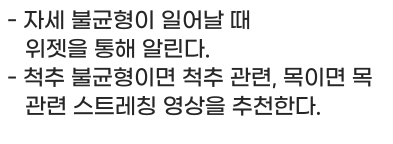 - 자세 불균형이 일어날 때
위젯을 통해 알린다.
- 척추 불균형이면 척추 관련, 목이면 목
관련 스트레칭 영상을 추천한다.